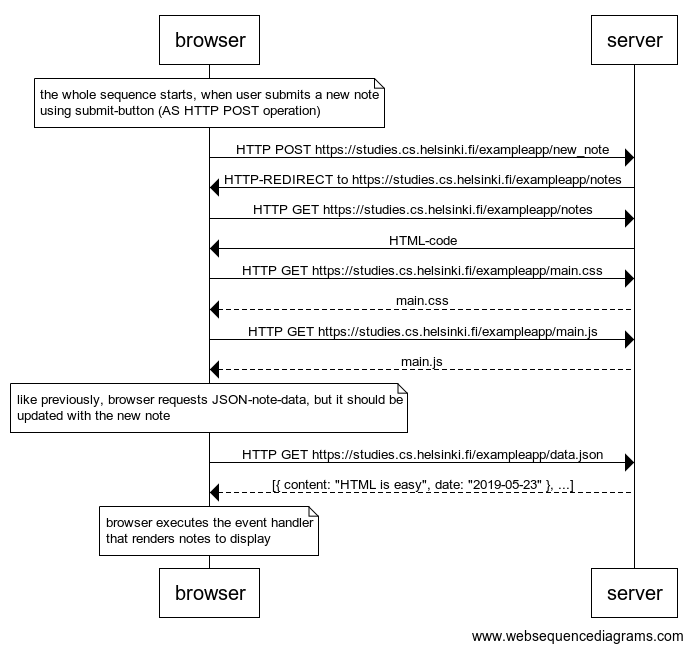 browser
server
the whole sequence starts, when user submits a new note
using submit-button (AS HTTP POST operation)
HTTP POST https://studies.cs.helsinki.fi/exampleapp/new_note
HTTP-REDIRECT to https://studies.cs.helsinki.fi/exampleapp/notes
HTTP GET https://studies.cs.helsinki.fi/exampleapp/notes
HTML-code
HTTP GET https://studies.cs.helsinki.fi/exampleapp/main.css
main.css
HTTP GET https://studies.cs.helsinki.fi/exampleapp/main.js
main.js
like previously, browser requests JSON-note-data, but it should be
updated with the new note
HTTP GET https://studies.cs.helsinki.fi/exampleapp/data.json
[{ content: "HTML is easy", date: "2019-05-23" }, ...]
browser executes the event handler
that renders notes to display
browser
server
www.websequencediagrams.com